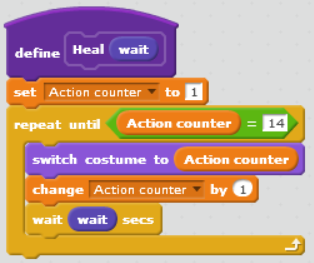 define Heal wait
set Action counter to 1
repeat until Action counter = 14
switch costume to Action counter
change Action counter by 1
wait wait secs